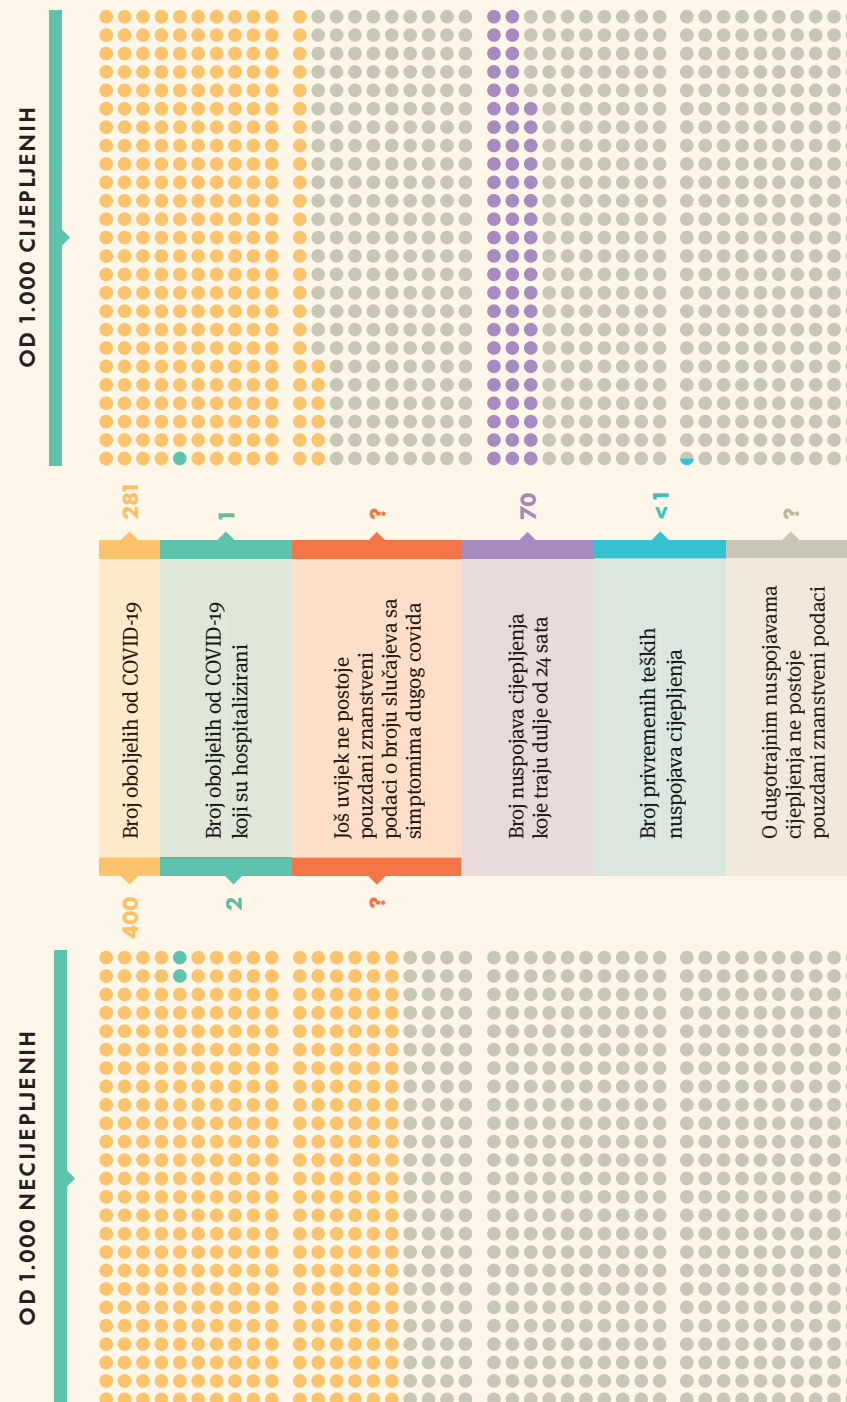 OD 1.000 NECIJEPLJENIH
OD 1.000 CIJEPLJENIH
400
Broj oboljelih od COVID-19
281
2
Broj oboljelih od COVID-19
koji su hospitalizirani
1
?
Još uvijek ne postoje
pouzdani znanstveni
podaci o broju slučajeva sa
simptomima dugog covida
?
Broj nuspojava cijepljenja
koje traju dulje od 24 sata
70
Broj privremenih teških
nuspojava cijepljenja
<1
O dugotrajnim nuspojavama
cijepljenja ne postoje
pouzdani znanstveni podaci
?